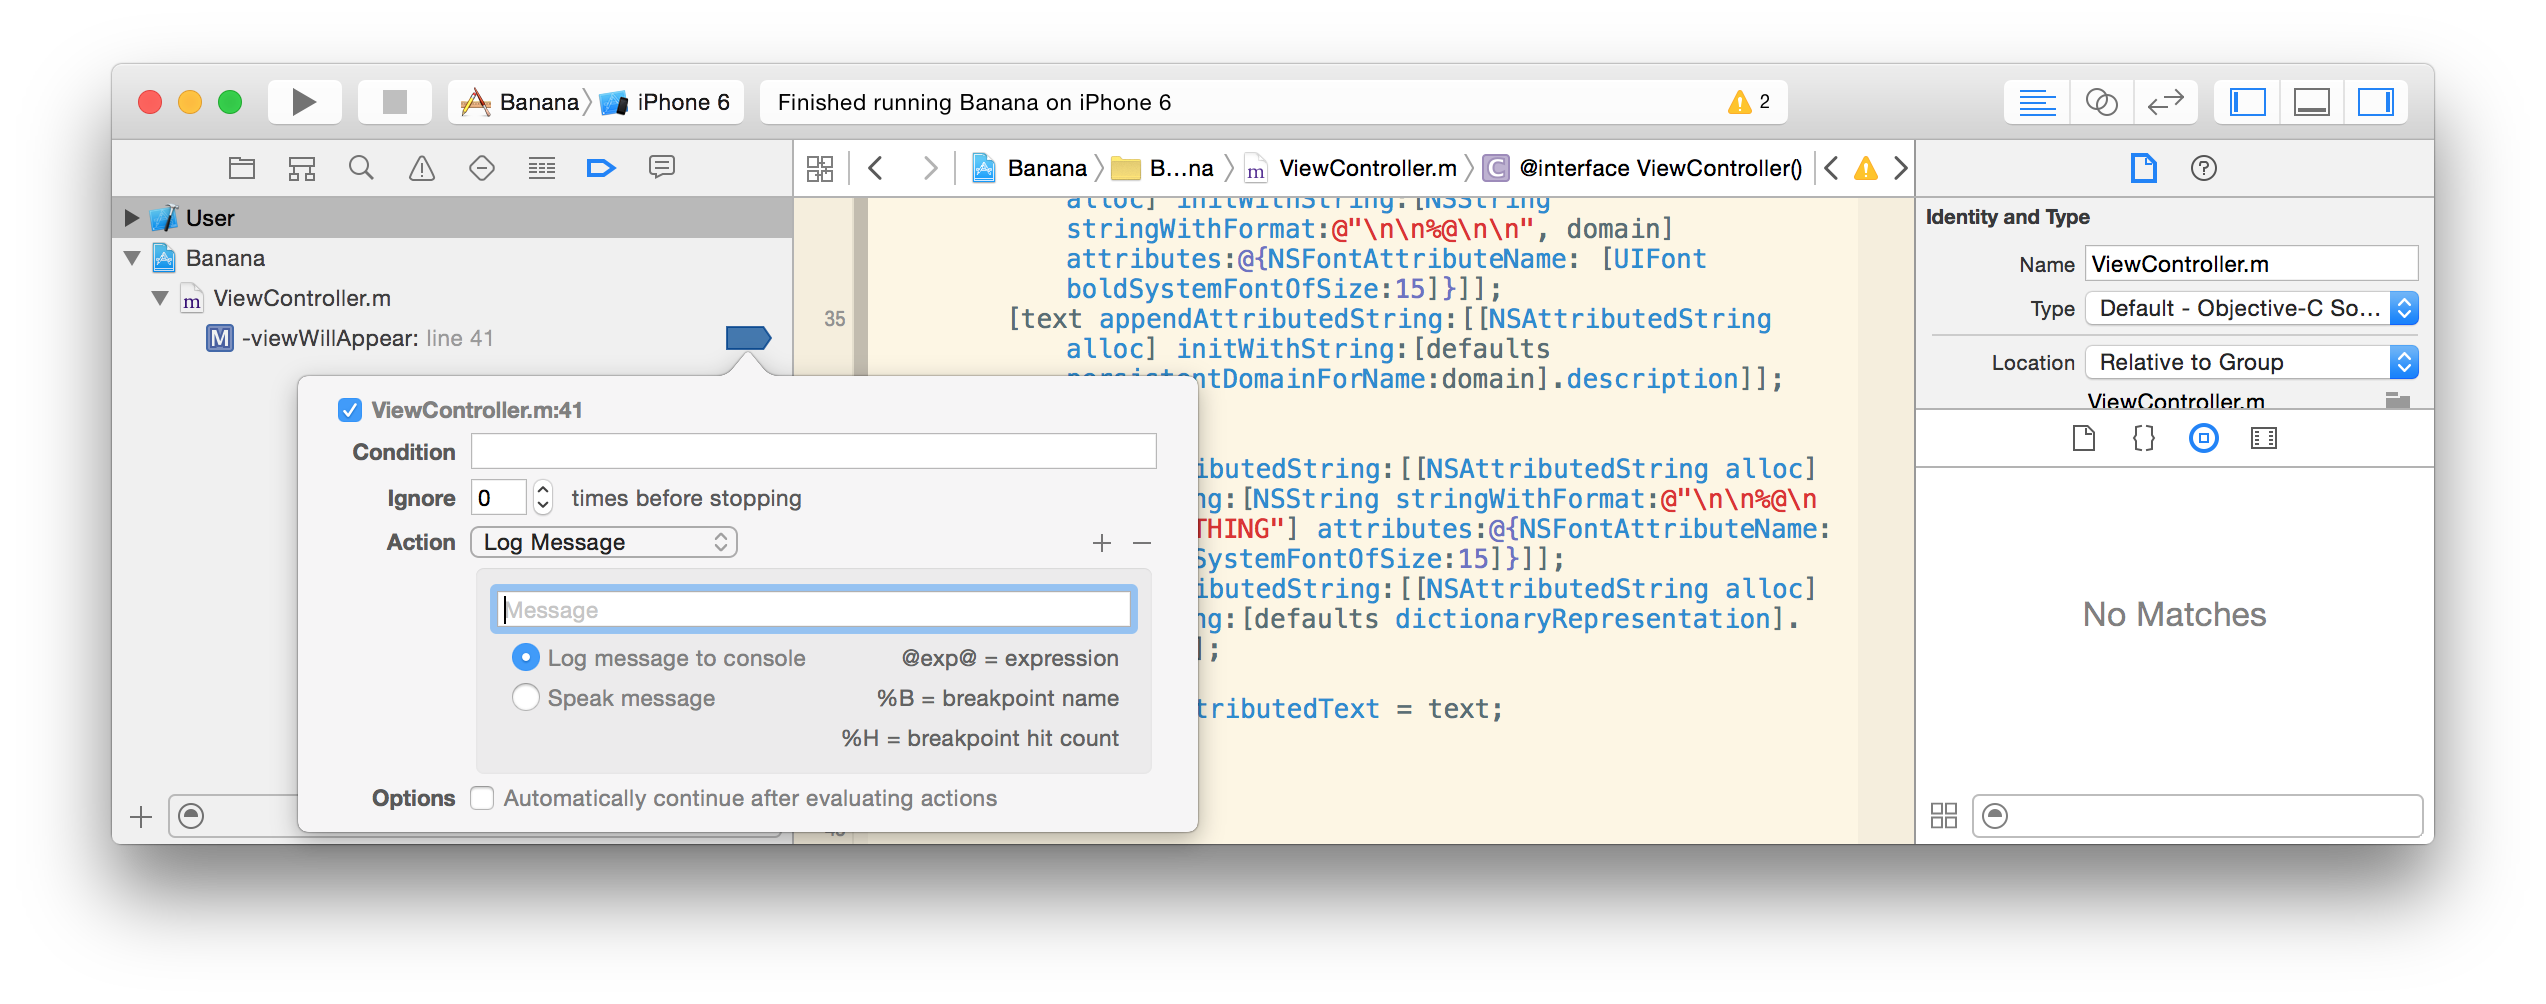 Banana
iPhone 6
Finished running Banana on iPhone 6
2
Banana
B...na
m
ViewController.m
C
@interface ViewController()
User
Banana
m
ViewController.m
M
-viewWillAppear: line 41
alloc] initWithString:[NSString
stringWithFormat:@"\n\n%@\n\n", domain]
attributes:@{NSFontAttributeName: [UIFont
boldSystemFontOfSize:15]}]];
35
[text appendAttributedString:[[NSAttributedString
alloc] initWithString:[defaults
persistentDomainForName:domain].description]];
ibutedString:[[NSAttributedString alloc]
ng:[NSString stringWithFormat:@"\n\n%@\n
THING"] attributes:@{NSFontAttributeName:
SystemFontOfSize:15]}]];
ibutedString:[[NSAttributedString alloc]
ng:[defaults dictionaryRepresentation].
];
tributedText = text;
ViewController.m:41
Condition
Ignore
0
times before stopping
Action
Log Message
Message
Log message to console
@exp@ = expression
Speak message
%B = breakpoint name
%H = breakpoint hit count
Options
Automatically continue after evaluating actions
Identity and Type
Name
ViewController.m
Type
Default - Objective-C So...
Location
Relative to Group
ViewController.m
{}
No Matches